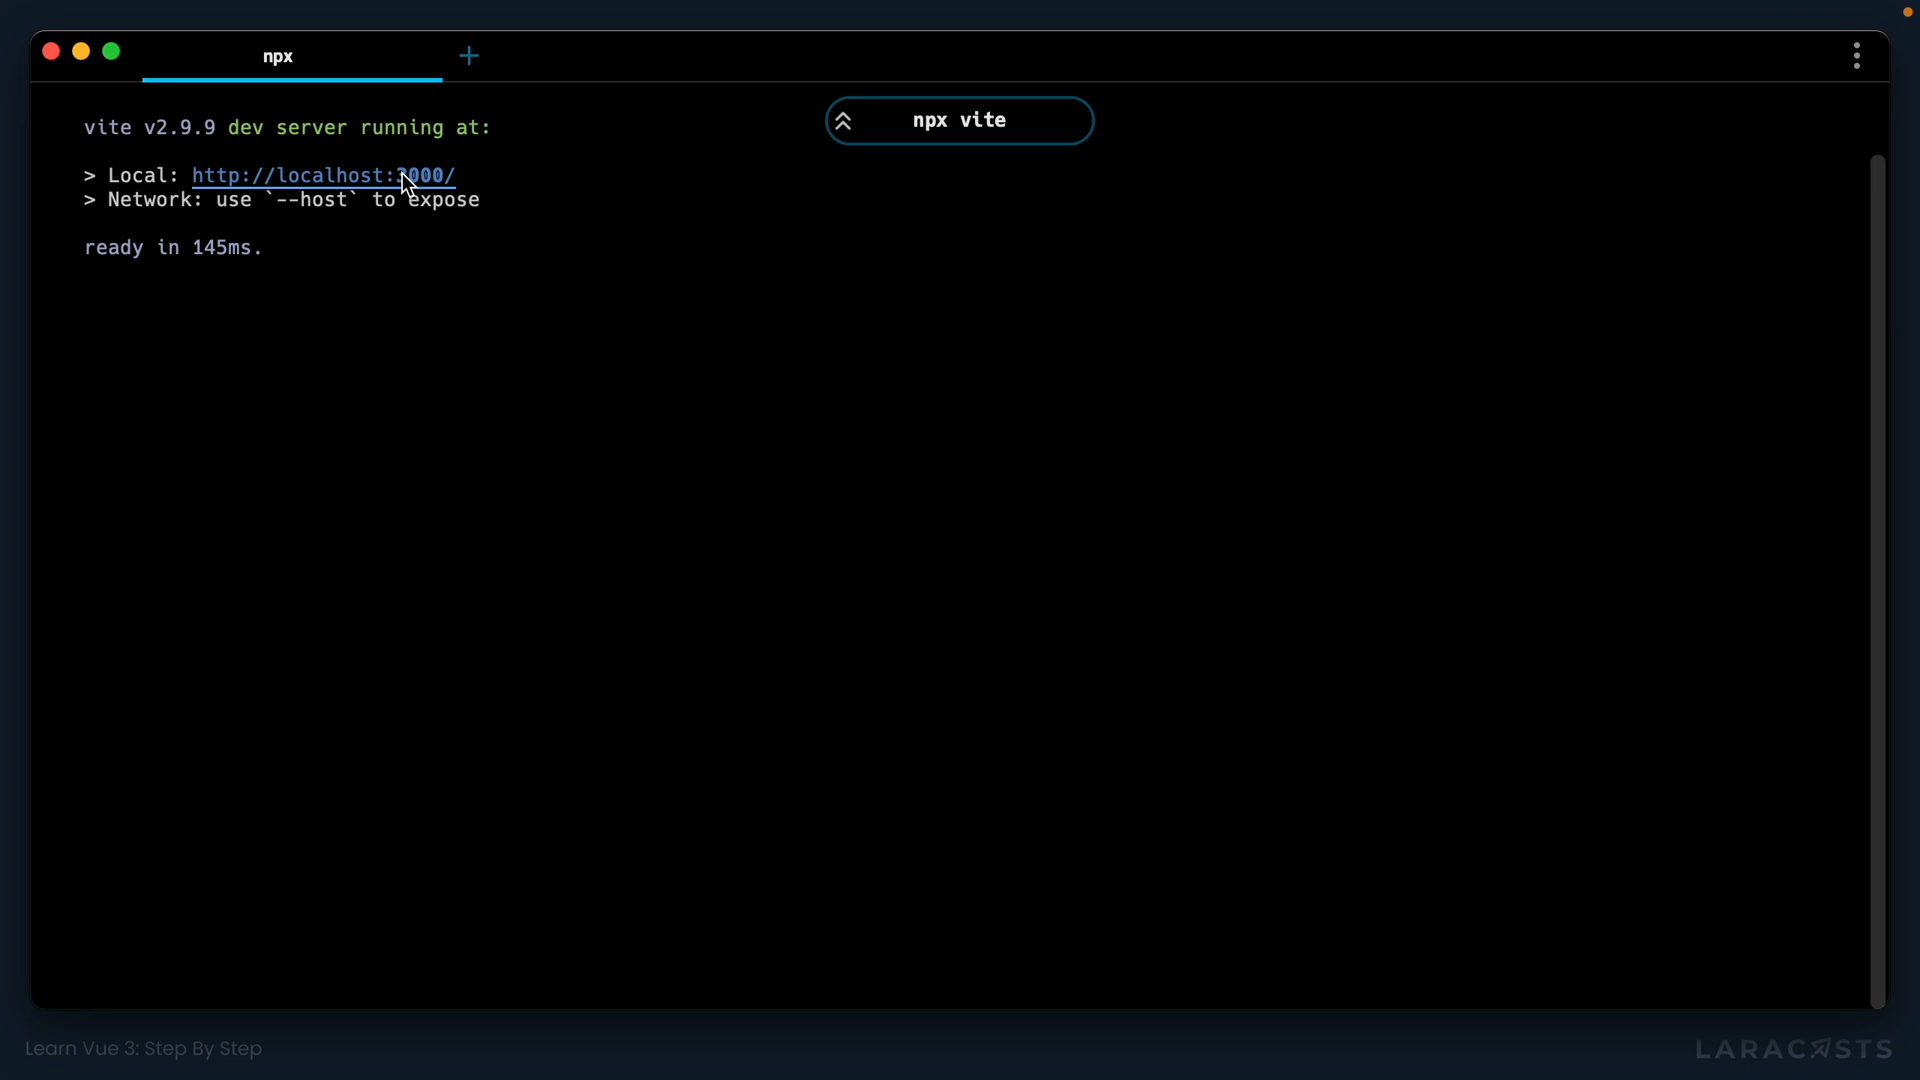 npx
npx vite
vite v2.9.9 dev server running at:
> Local: http://localhost:3000/
> Network: use `--host` to expose
ready in 145ms.
Learn Vue 3: Step By Step
LARACASTS